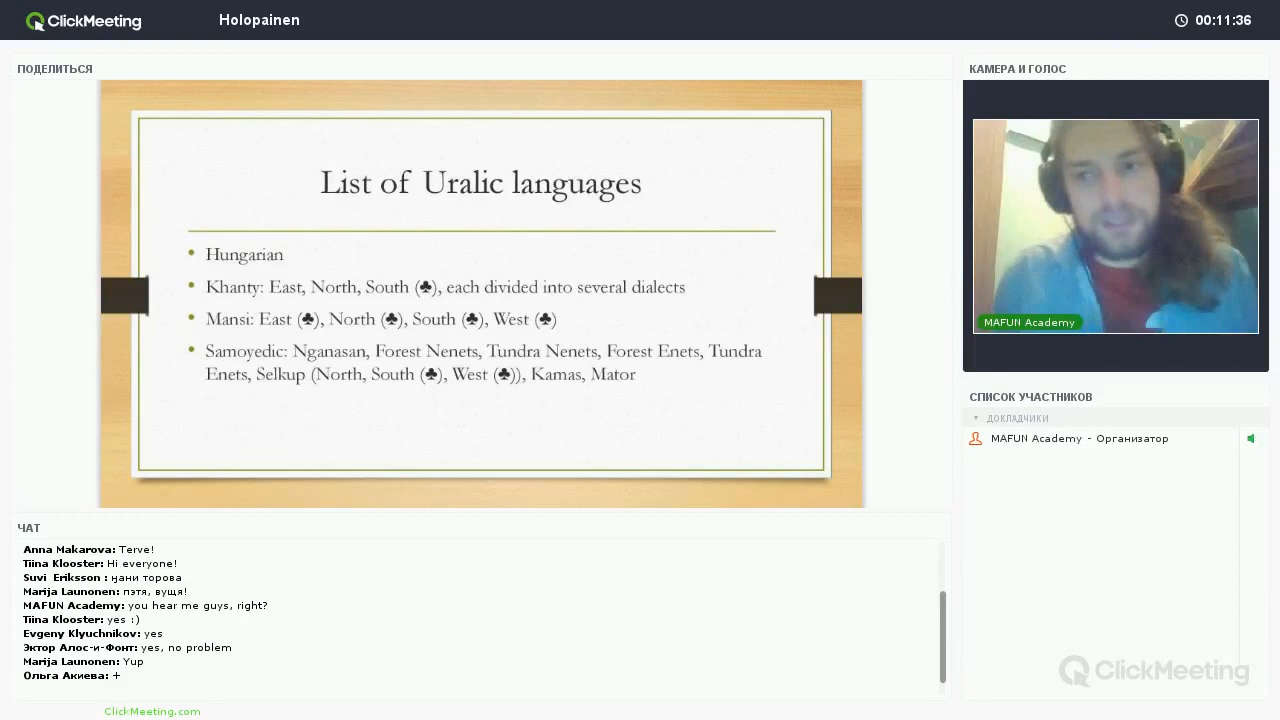 ClickMeeting
Holopainen
00:11:36
ПОДЕЛИТЬСЯ
List of Uralic languages
• Hungarian
• Khanty: East, North, South (♣), each divided into several dialects
• Mansi: East (♣), North (♣), South (♣), West (♣)
• Samoyedic: Nganasan, Forest Nenets, Tundra Nenets, Forest Enets, Tundra
Enets, Selkup (North, South (♣), West (♣)), Kamas, Mator
КАМЕРА И ГОЛОС
MAFUN Academy
СПИСОК УЧАСТНИКОВ
ДОКЛАДЧИКИ
MAFUN Academy - Организатор
ClickMeeting
ЧАТ
Anna Makarova: Terve!
Tiina Klooster: Hi everyone!
Suvi Eriksson : ӈани торова
Marija Launonen: пэтя, вущя!
MAFUN Academy: you hear me guys, right?
Tiina Klooster: yes :)
Evgeny Klyuchnikov: yes
Эктор Алос-и-Фонт: yes, no problem
Marija Launonen: Yup
Ольга Акиева: +
ClickMeeting.com